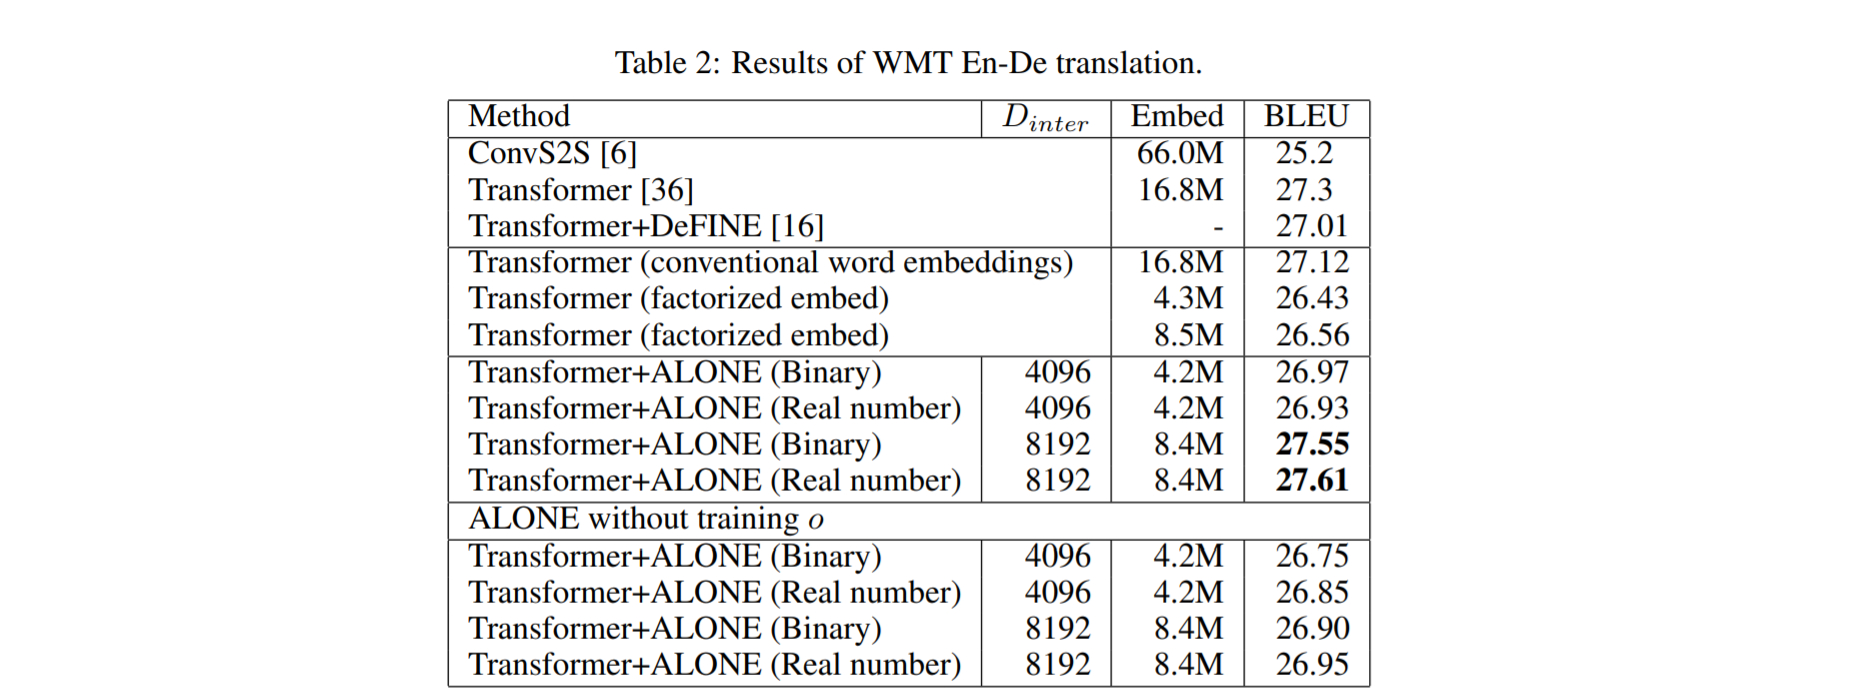 Table 2: Results of WMT En-De translation.
Method D_inter Embed BLEU
ConvS2S [6] 66.0M 25.2
Transformer [36] 16.8M 27.3
Transformer+DeFINE [16] - 27.01
Transformer (conventional word embeddings) 16.8M 27.12
Transformer (factorized embed) 4.3M 26.43
Transformer (factorized embed) 8.5M 26.56
Transformer+ALONE (Binary) 4096 4.2M 26.97
Transformer+ALONE (Real number) 4096 4.2M 26.93
Transformer+ALONE (Binary) 8192 8.4M 27.55
Transformer+ALONE (Real number) 8192 8.4M 27.61
ALONE without training o
Transformer+ALONE (Binary) 4096 4.2M 26.75
Transformer+ALONE (Real number) 4096 4.2M 26.85
Transformer+ALONE (Binary) 8192 8.4M 26.90
Transformer+ALONE (Real number) 8192 8.4M 26.95